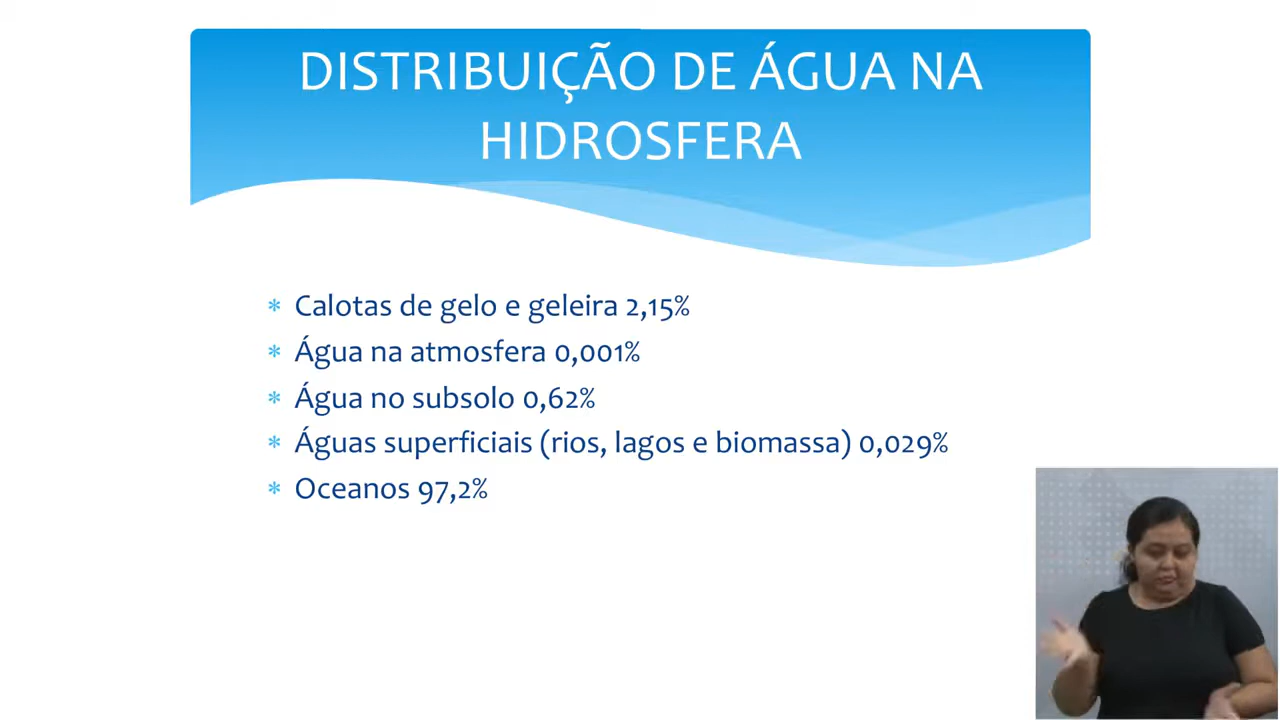 DISTRIBUIÇÃO DE ÁGUA NA
HIDROSFERA
* Calotas de gelo e geleira 2,15%
* Água na atmosfera 0,001%
* Água no subsolo 0,62%
* Águas superficiais (rios, lagos e biomassa) 0,029%
* Oceanos 97,2%